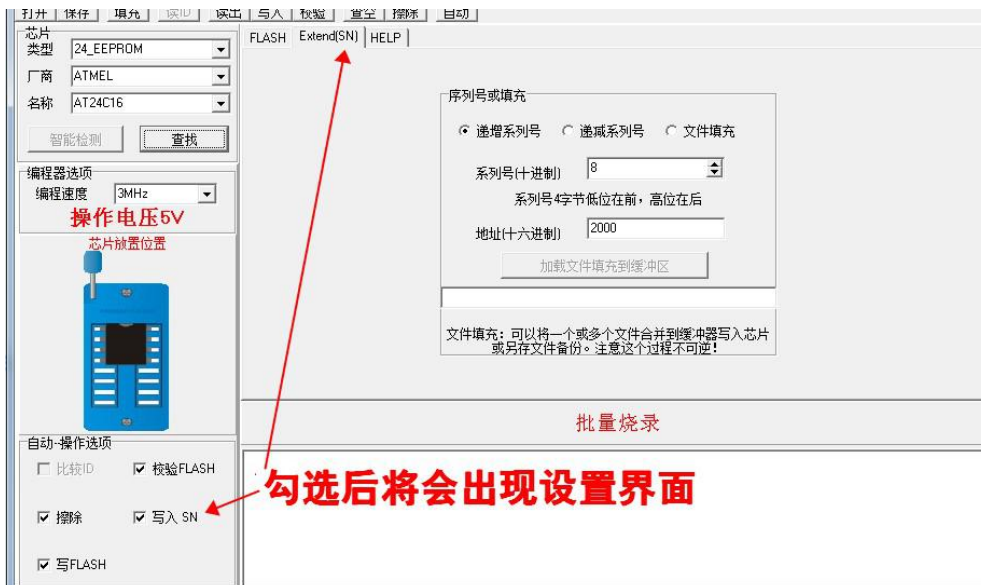 打开 保存 填充 读ID 读出 写入 校验 查空 擦除 自动
芯片
类型 24_EEPROM
厂商 ATMEL
名称 AT24C16
智能检测 查找
编程器选项
编程速度 3MHz
操作电压5V
芯片放置位置
自动-操作选项
比较ID 校验FLASH
擦除 写入 SN
写FLASH
FLASH Extend(SN) HELP
序列号或填充
递增系列号 递减系列号 文件填充
系列号(十进制) 8
系列号4字节低位在前，高位在后
地址(十六进制) 2000
加载文件填充到缓冲区
文件填充：可以将一个或多个文件合并到缓冲器写入芯片
或另存文件备份。注意这个过程不可逆！
批量烧录
勾选后将会出现设置界面